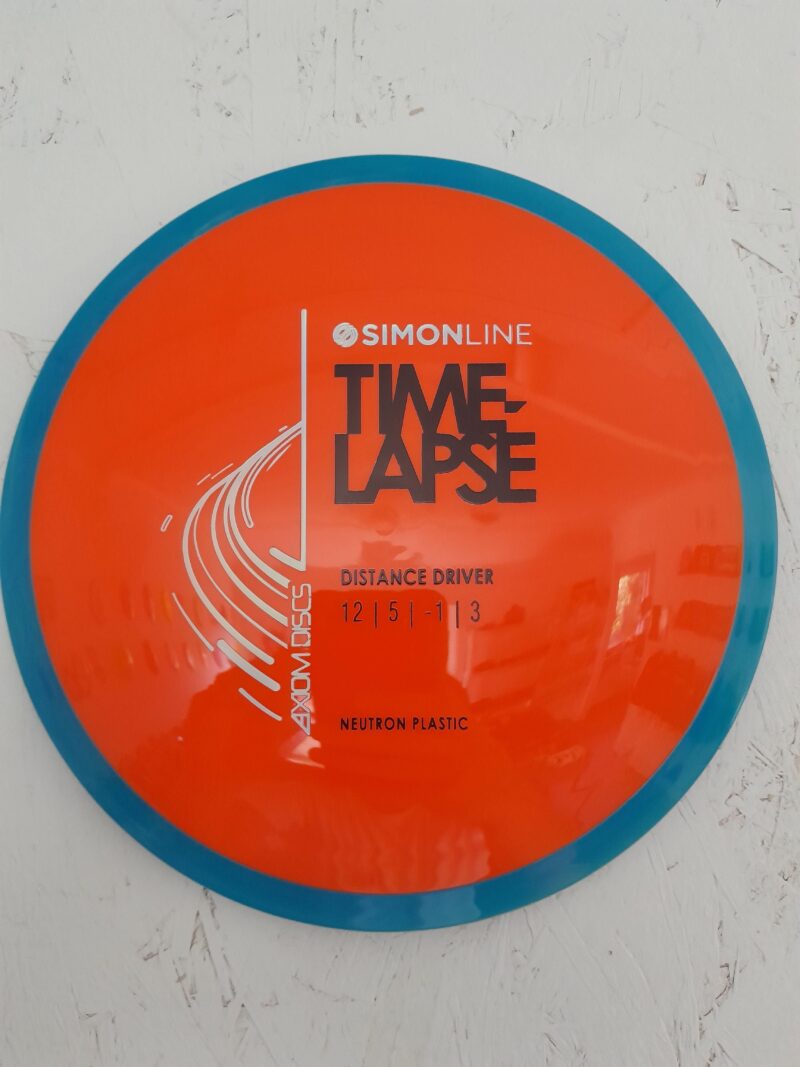 SIMONLINE
TIME-
LAPSE
DISTANCE DRIVER
12 | 5 | -1 | 3
AXIOM DISCS
NEUTRON PLASTIC